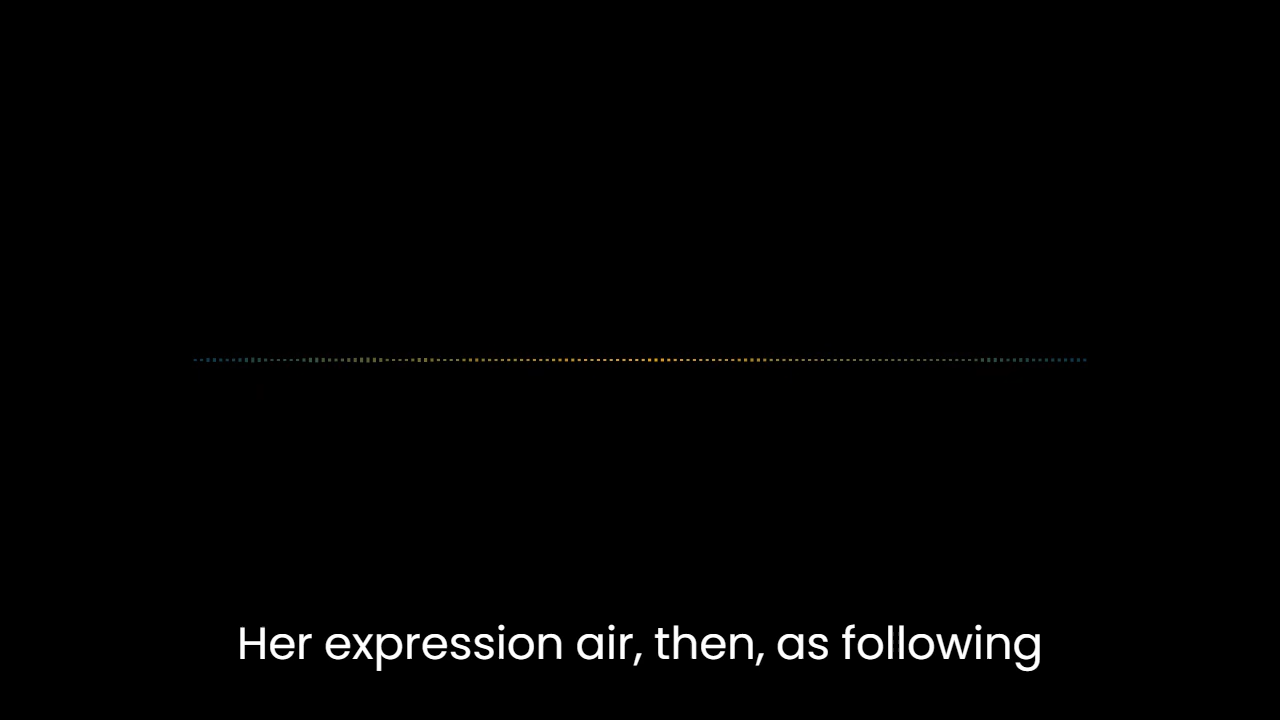 Her expression air, then, as following